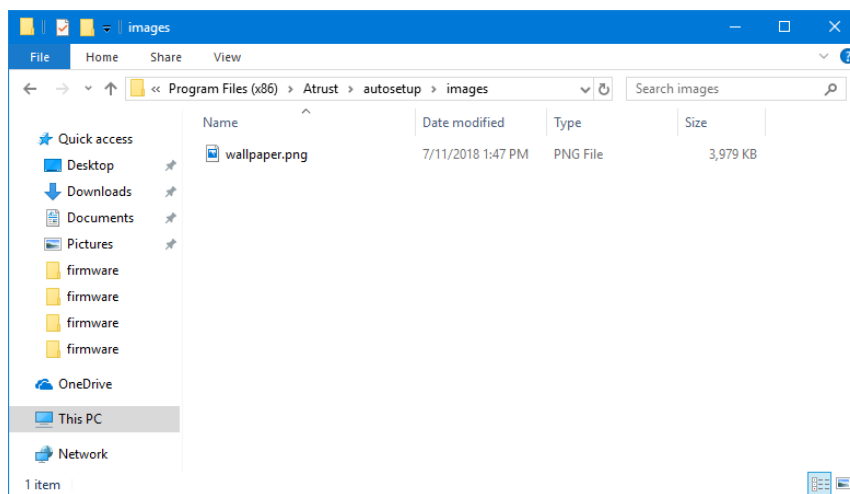 images
File Home Share View
« Program Files (x86) › Atrust › autosetup › images
Search images
Name Date modified Type Size
wallpaper.png 7/11/2018 1:47 PM PNG File 3,979 KB
Quick access
Desktop
Downloads
Documents
Pictures
firmware
firmware
firmware
firmware
OneDrive
This PC
Network
1 item